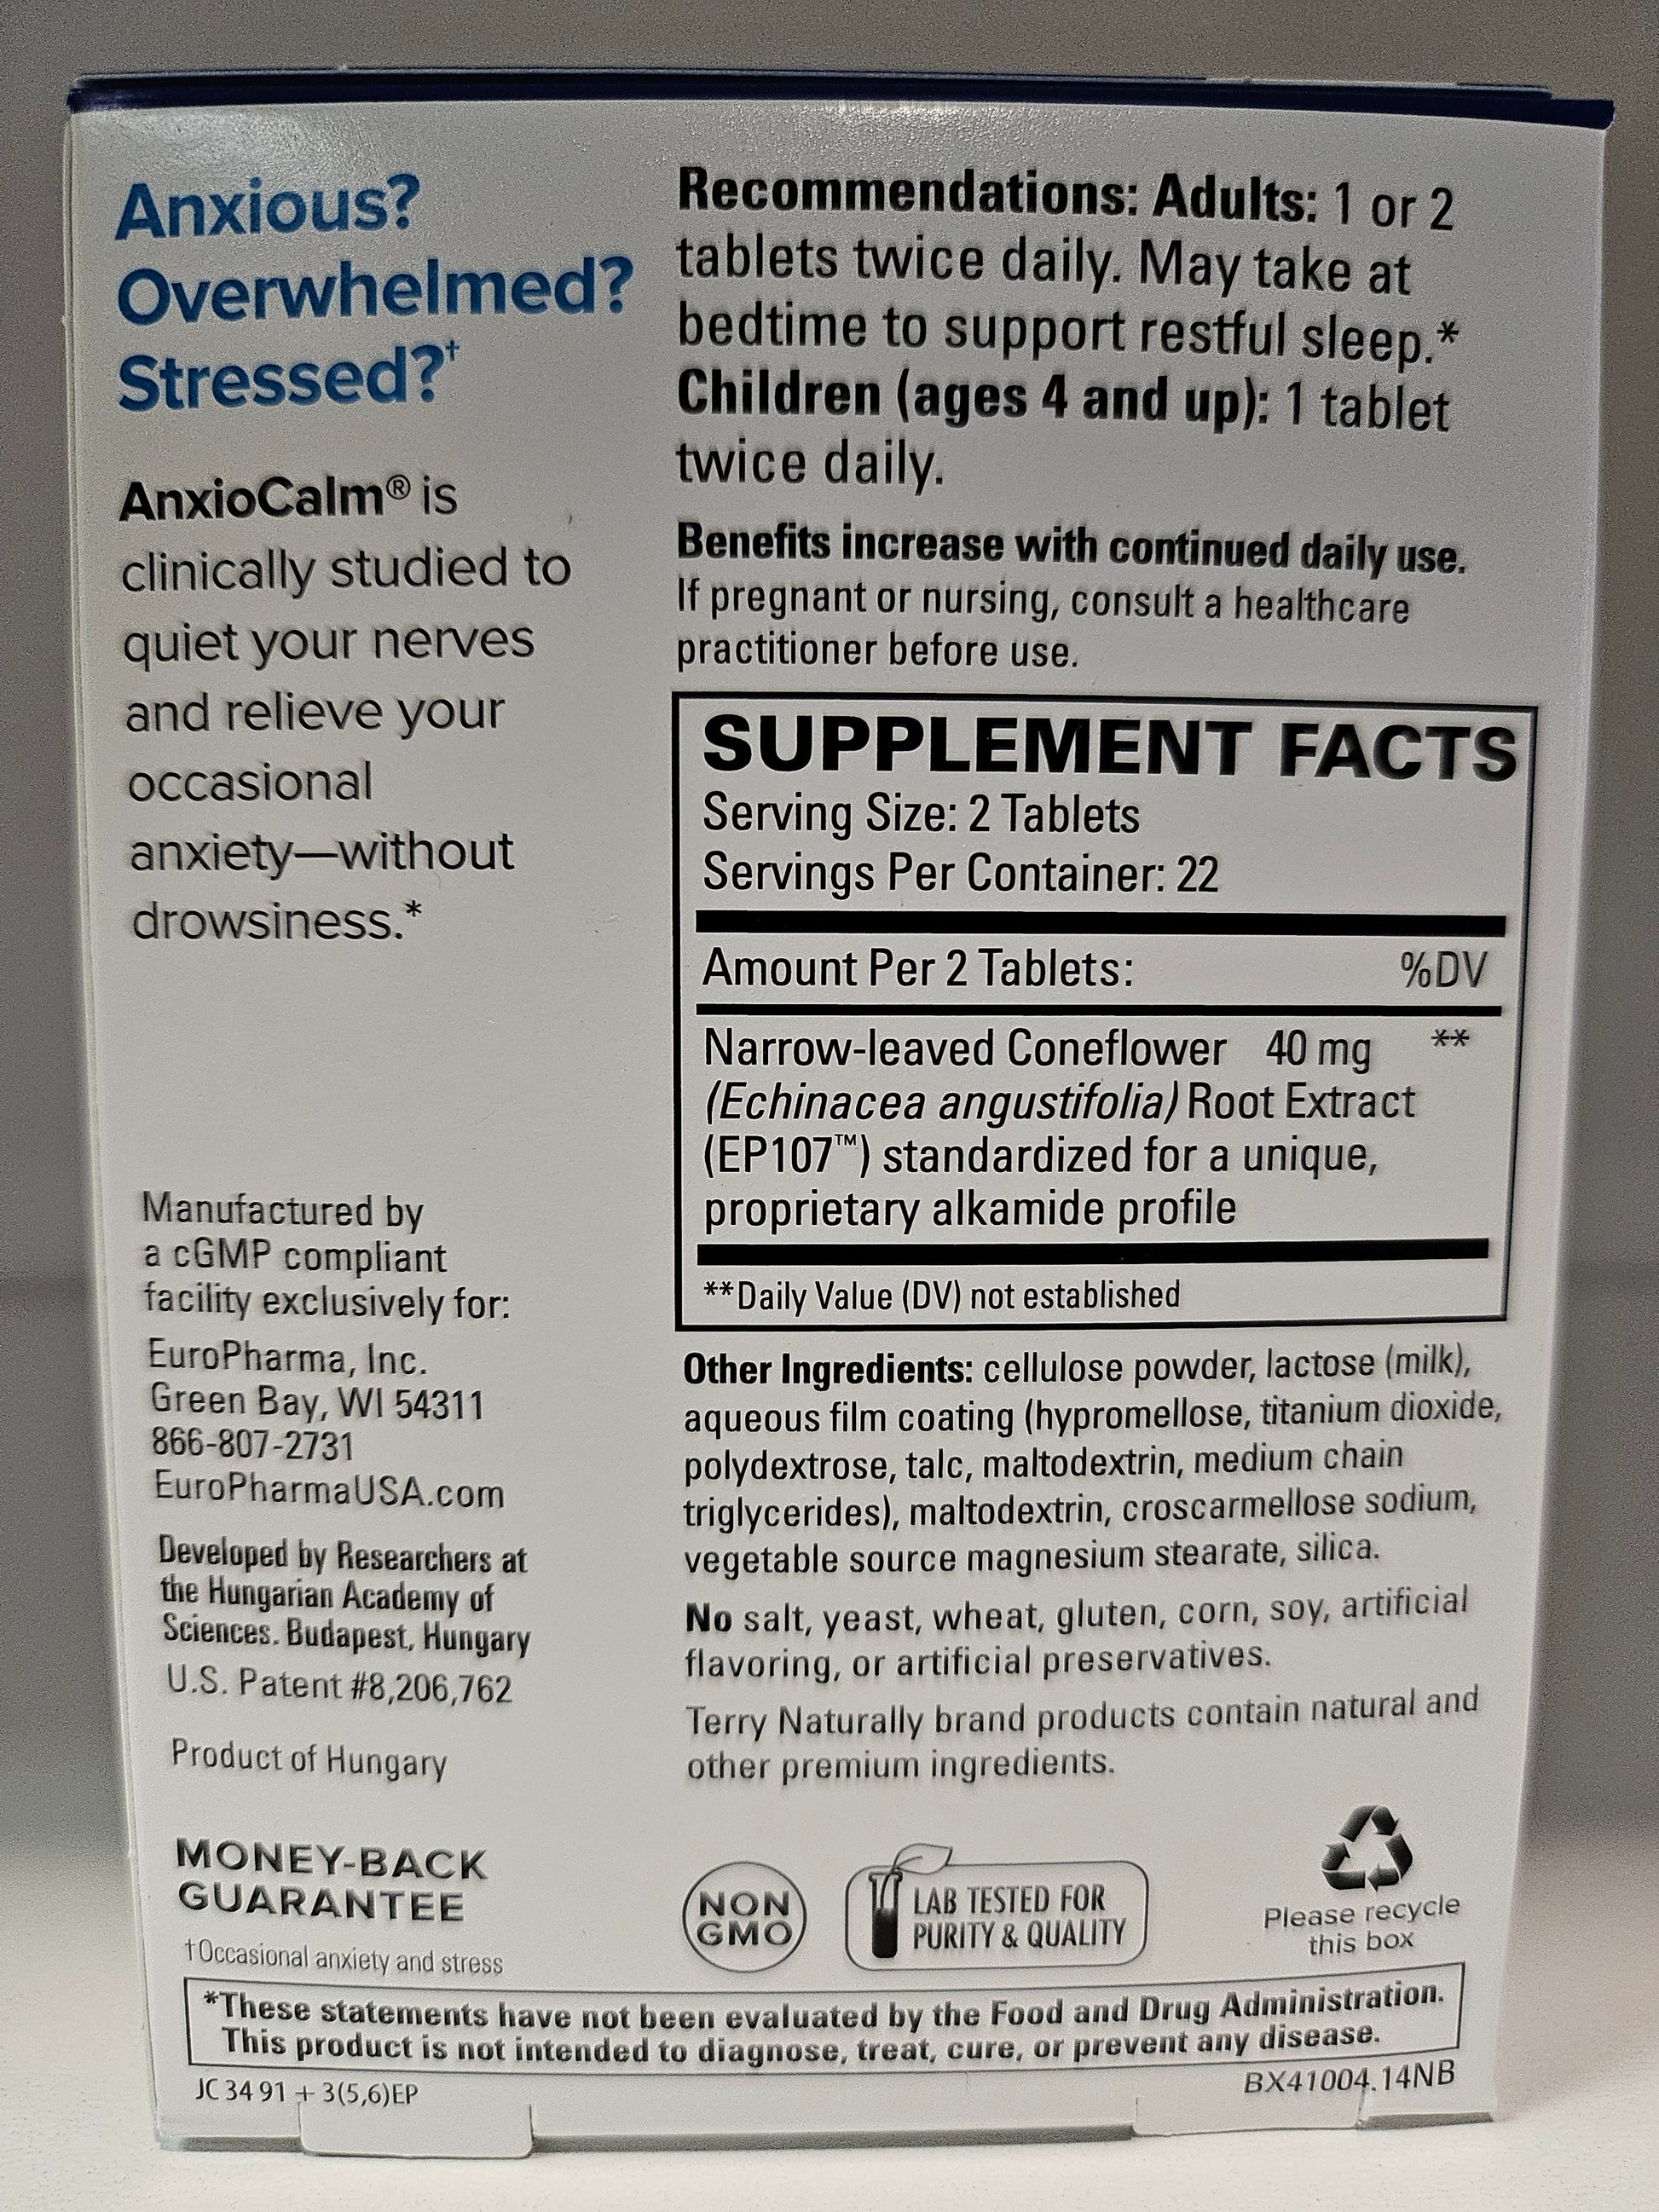 Anxious?
Overwhelmed?
Stressed?†
AnxioCalm® is
clinically studied to
quiet your nerves
and relieve your
occasional
anxiety—without
drowsiness.*
Manufactured by
a cGMP compliant
facility exclusively for:
EuroPharma, Inc.
Green Bay, WI 54311
866-807-2731
EuroPharmaUSA.com
Developed by Researchers at
the Hungarian Academy of
Sciences. Budapest, Hungary
U.S. Patent #8,206,762
Product of Hungary
MONEY-BACK
GUARANTEE
†Occasional anxiety and stress
Recommendations: Adults: 1 or 2
tablets twice daily. May take at
bedtime to support restful sleep.*
Children (ages 4 and up): 1 tablet
twice daily.
Benefits increase with continued daily use.
If pregnant or nursing, consult a healthcare
practitioner before use.
SUPPLEMENT FACTS
Serving Size: 2 Tablets
Servings Per Container: 22
Amount Per 2 Tablets: %DV
Narrow-leaved Coneflower 40 mg **
(Echinacea angustifolia) Root Extract
(EP107™) standardized for a unique,
proprietary alkamide profile
**Daily Value (DV) not established
Other Ingredients: cellulose powder, lactose (milk),
aqueous film coating (hypromellose, titanium dioxide,
polydextrose, talc, maltodextrin, medium chain
triglycerides), maltodextrin, croscarmellose sodium,
vegetable source magnesium stearate, silica.
No salt, yeast, wheat, gluten, corn, soy, artificial
flavoring, or artificial preservatives.
Terry Naturally brand products contain natural and
other premium ingredients.
NON
GMO
LAB TESTED FOR
PURITY & QUALITY
Please recycle
this box
*These statements have not been evaluated by the Food and Drug Administration.
This product is not intended to diagnose, treat, cure, or prevent any disease.
JC 34 91 + 3(5,6)EP
BX41004.14NB